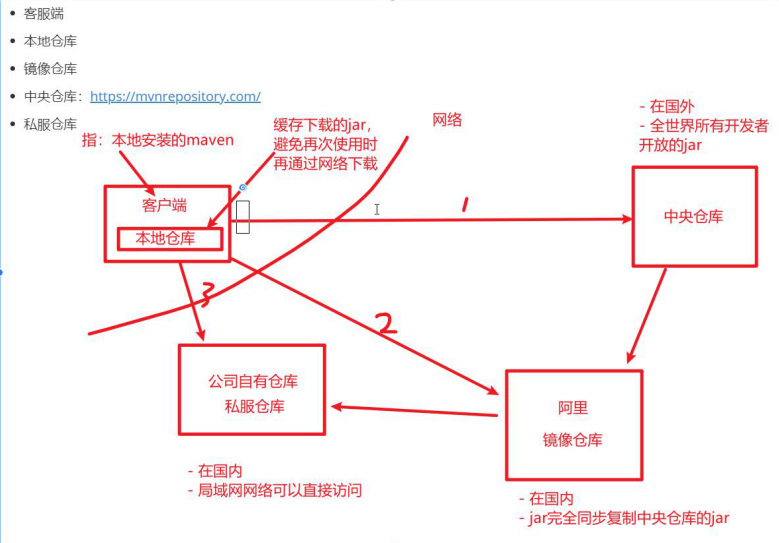 客服端
本地仓库
镜像仓库
中央仓库：https://mvnrepository.com/
私服仓库
指：本地安装的maven
缓存下载的jar，
避免再次使用时
再通过网络下载
网络
- 在国外
- 全世界所有开发者
开放的jar
客户端
本地仓库
1
中央仓库
3
2
公司自有仓库
私服仓库
阿里
镜像仓库
- 在国内
- 局域网网络可以直接访问
- 在国内
- jar完全同步复制中央仓库的jar